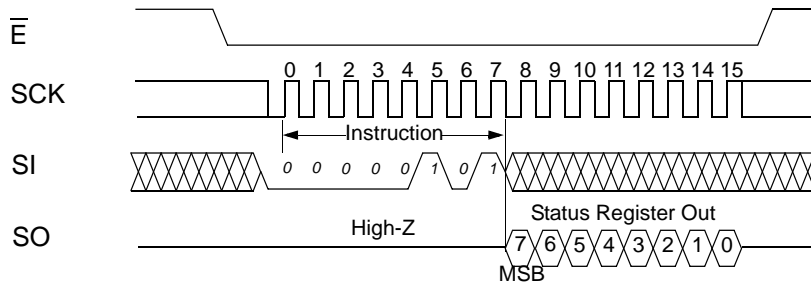 E
SCK
0 1 2 3 4 5 6 7 8 9 10 11 12 13 14 15
Instruction
SI
0 0 0 0 0 1 0 1
SO
High-Z
Status Register Out
7 6 5 4 3 2 1 0
MSB